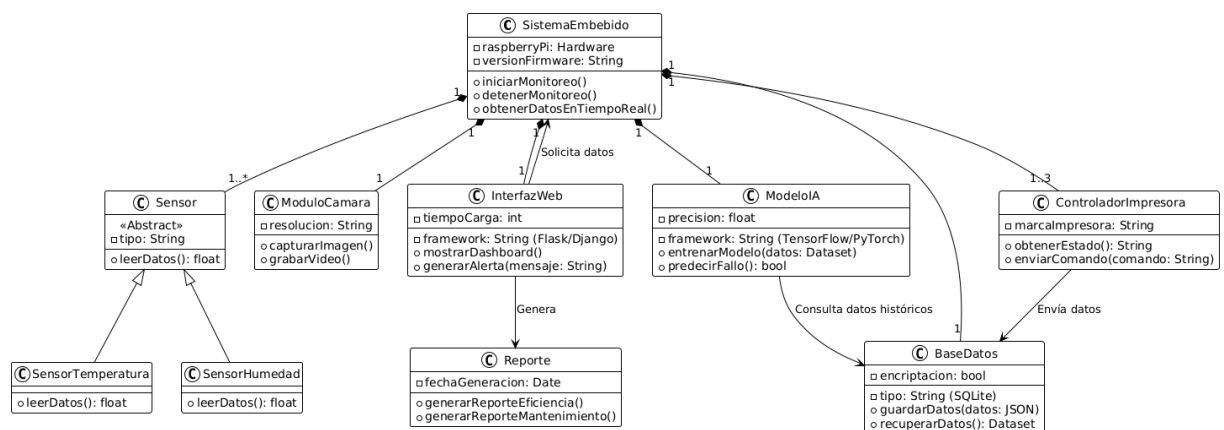 C SistemaEmbebido
raspberryPi: Hardware
versionFirmware: String
iniciarMonitoreo()
detenerMonitoreo()
obtenerDatosEnTiempoReal()
1
1
1
1
1
1
Solicita datos
1..*
1
1
1
1..3
C Sensor
«Abstract»
tipo: String
leerDatos(): float
C ModuloCamara
resolucion: String
capturarImagen()
grabarVideo()
C InterfazWeb
tiempoCarga: int
framework: String (Flask/Django)
mostrarDashboard()
generarAlerta(mensaje: String)
C ModeloIA
precision: float
framework: String (TensorFlow/PyTorch)
entrenarModelo(datos: Dataset)
predecirFallo(): bool
C ControladorImpresora
marcaImpresora: String
obtenerEstado(): String
enviarComando(comando: String)
Genera
Consulta datos históricos
Envía datos
1
C SensorTemperatura
leerDatos(): float
C SensorHumedad
leerDatos(): float
C Reporte
fechaGeneracion: Date
generarReporteEficiencia()
generarReporteMantenimiento()
C BaseDatos
encriptacion: bool
tipo: String (SQLite)
guardarDatos(datos: JSON)
recuperarDatos(): Dataset